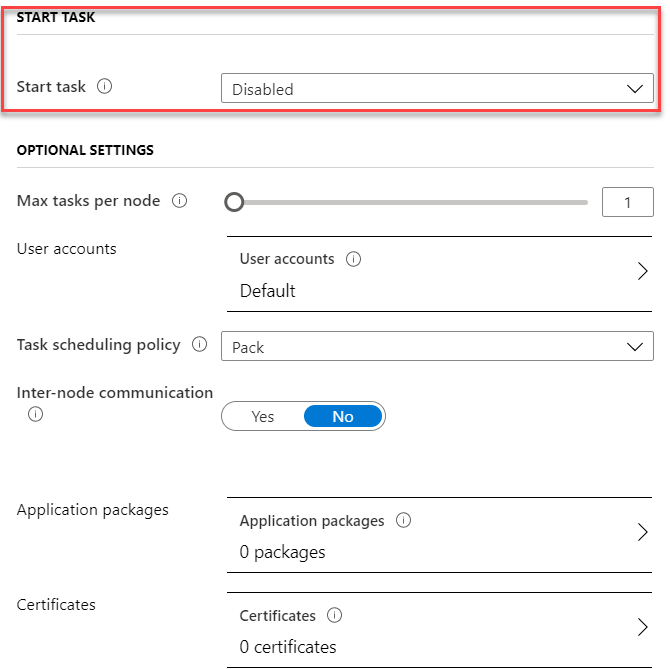 START TASK
Start task
Disabled
OPTIONAL SETTINGS
Max tasks per node
1
User accounts
User accounts
Default
Task scheduling policy
Pack
Inter-node communication
Yes No
Application packages
Application packages
0 packages
Certificates
Certificates
0 certificates